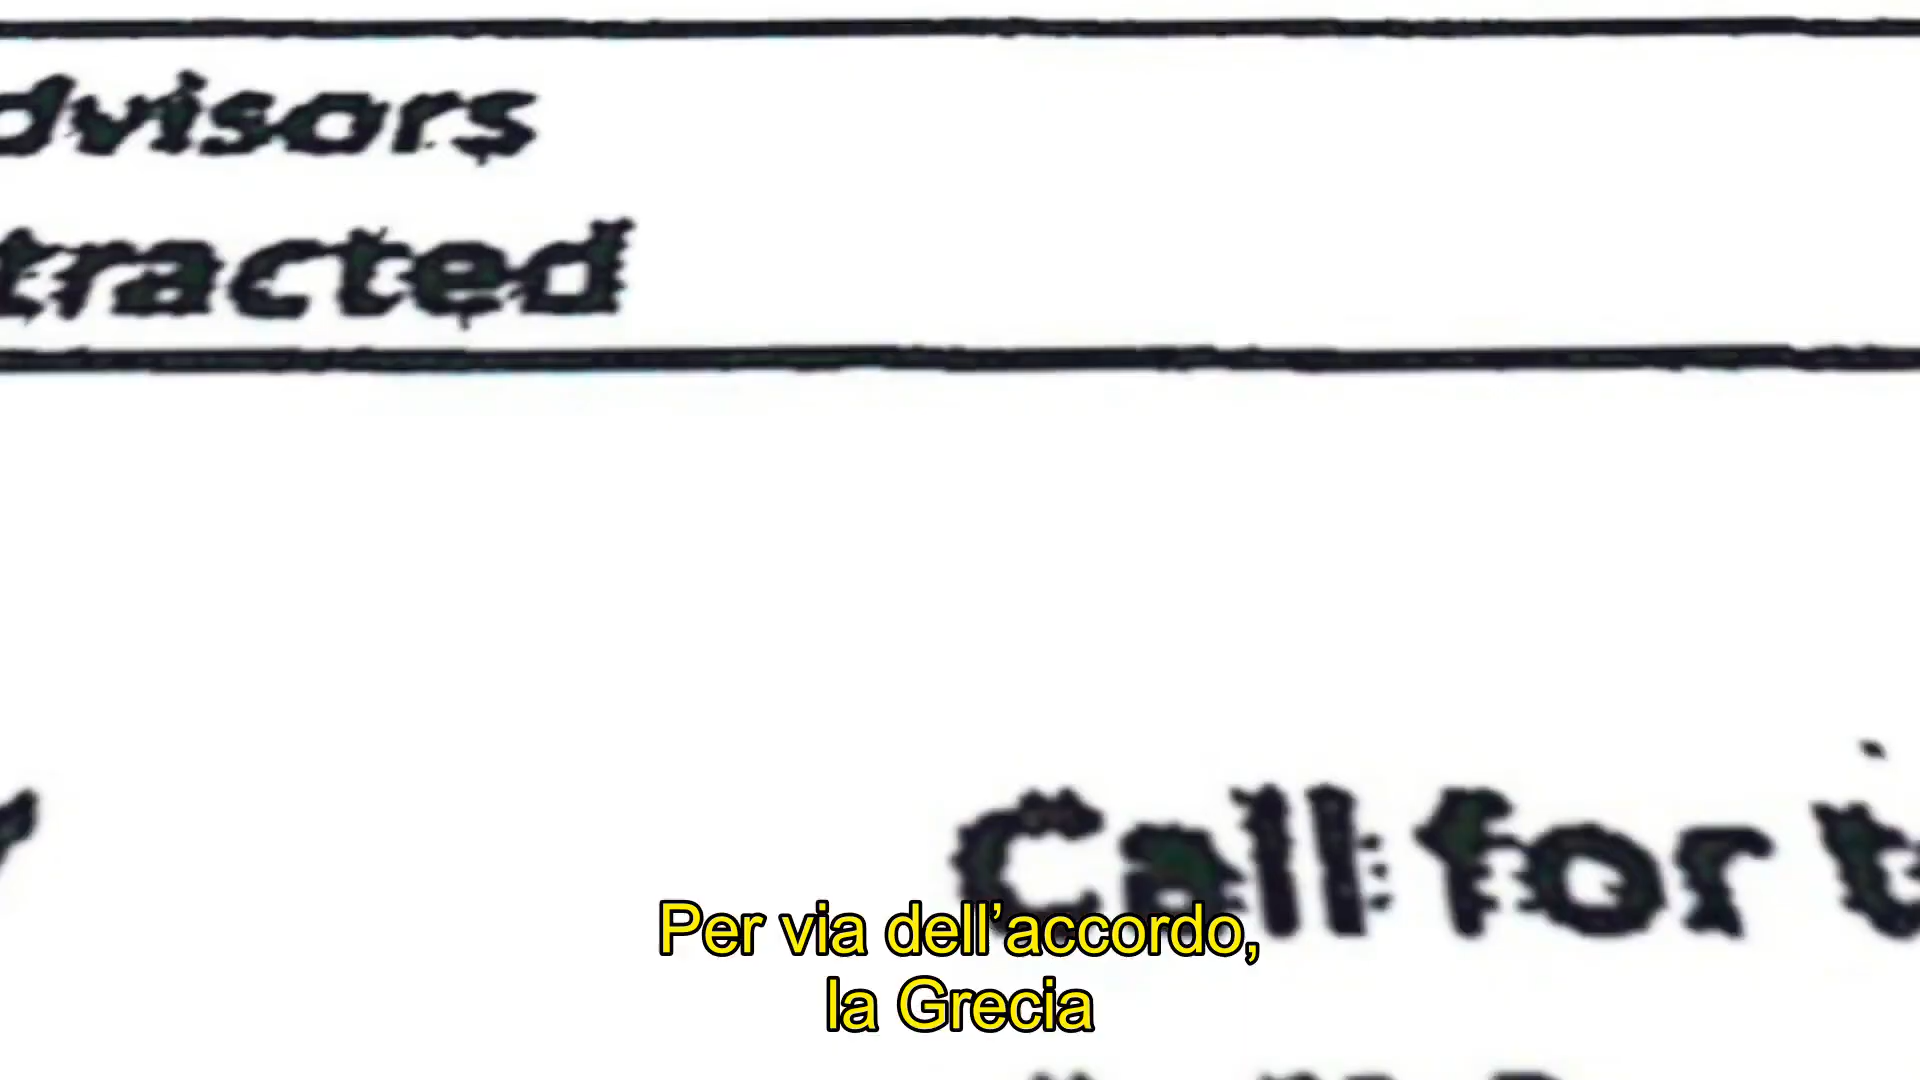 dvisors
tracted
Call for t
Per via dell’accordo,
la Grecia